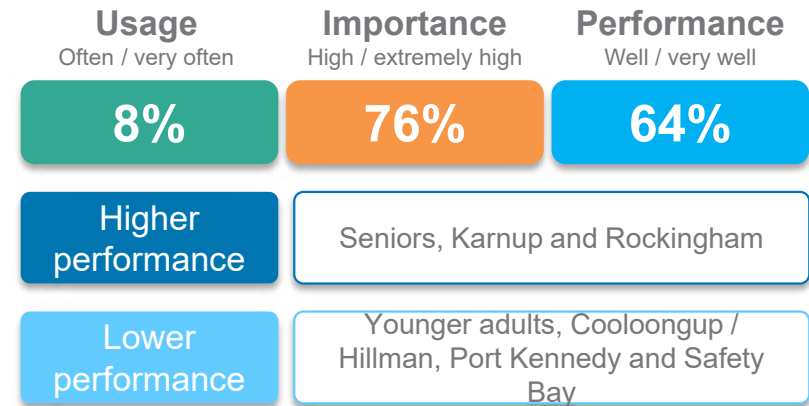 Usage
Often / very often
8%
Importance
High / extremely high
76%
Performance
Well / very well
64%
Higher
performance
Seniors, Karnup and Rockingham
Lower
performance
Younger adults, Cooloongup /
Hillman, Port Kennedy and Safety
Bay